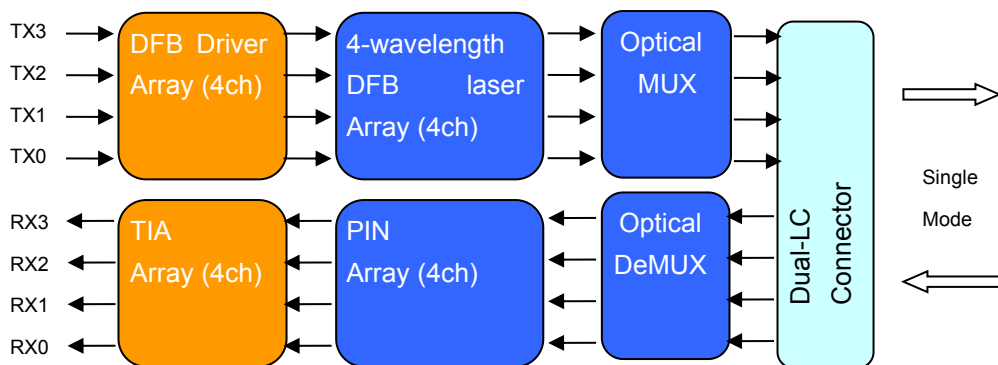 TX3
TX2
TX1
TX0
DFB Driver
Array (4ch)
4-wavelength
DFB laser
Array (4ch)
Optical
MUX
RX3
RX2
RX1
RX0
TIA
Array (4ch)
PIN
Array (4ch)
Optical
DeMUX
Dual-LC
Connector
Single
Mode